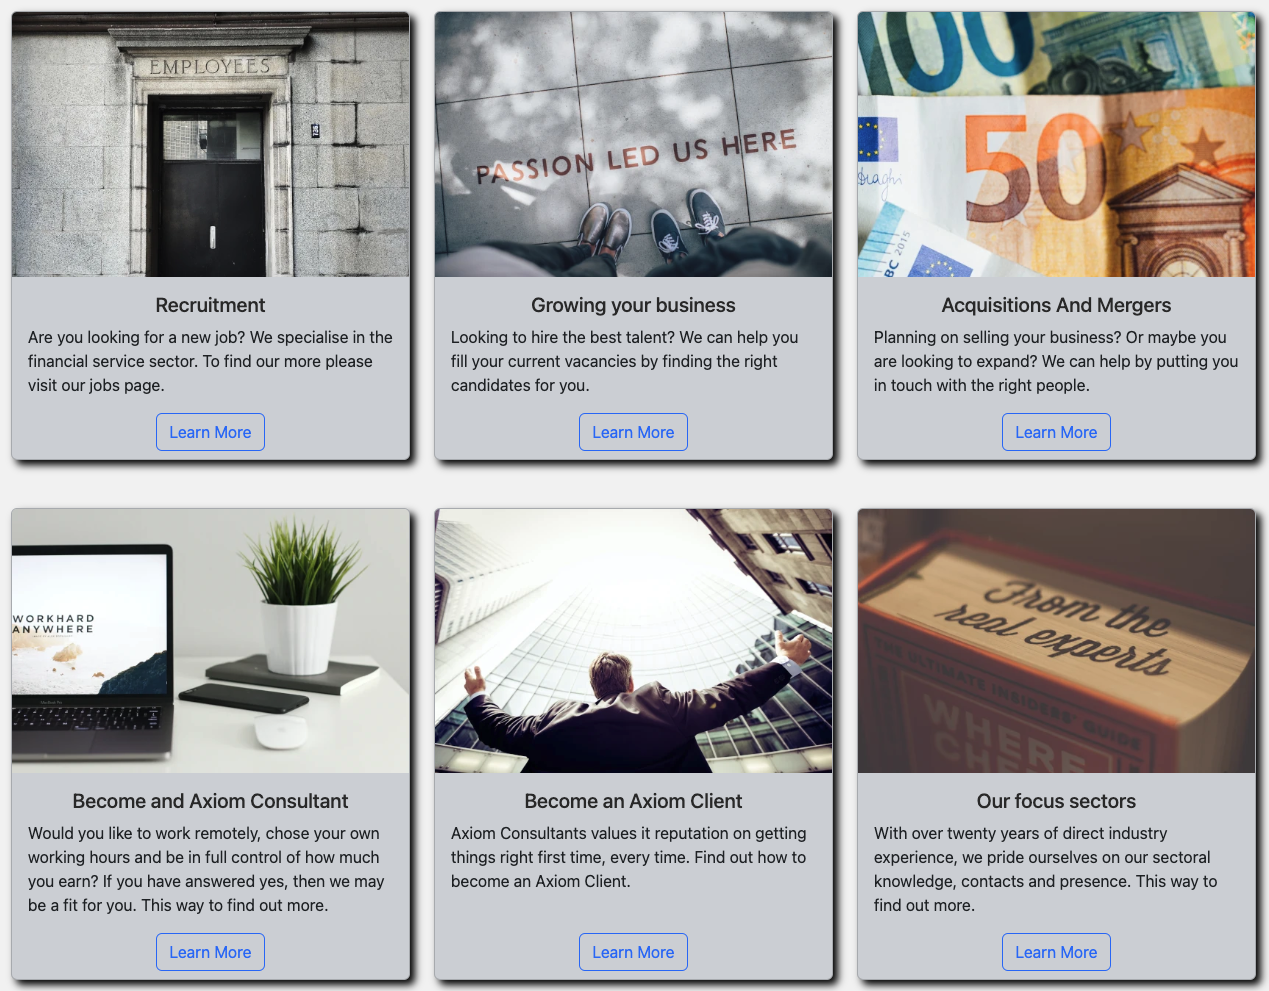 EMPLOYEES
PASSION LED US HERE
100
50
2015
Recruitment
Are you looking for a new job? We specialise in the
financial service sector. To find our more please
visit our jobs page.
Learn More
Growing your business
Looking to hire the best talent? We can help you
fill your current vacancies by finding the right
candidates for you.
Learn More
Acquisitions And Mergers
Planning on selling your business? Or maybe you
are looking to expand? We can help by putting you
in touch with the right people.
Learn More
WORKHARD
ANYWHERE
From the
real experts
THE ULTIMATE INSIDERS' GUIDE
WHERE
Become and Axiom Consultant
Would you like to work remotely, chose your own
working hours and be in full control of how much
you earn? If you have answered yes, then we may
be a fit for you. This way to find out more.
Learn More
Become an Axiom Client
Axiom Consultants values it reputation on getting
things right first time, every time. Find out how to
become an Axiom Client.
Learn More
Our focus sectors
With over twenty years of direct industry
experience, we pride ourselves on our sectoral
knowledge, contacts and presence. This way to
find out more.
Learn More